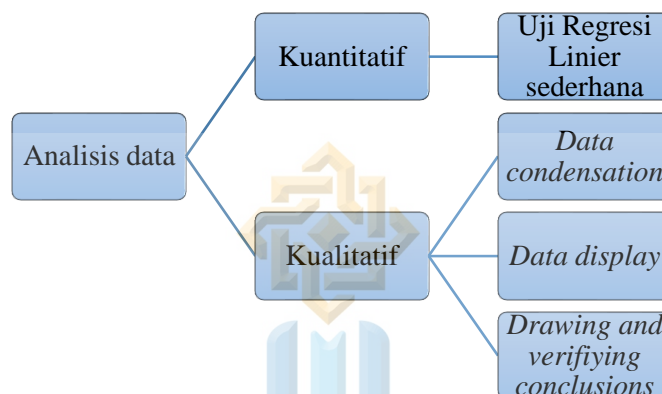 Analisis data
Kuantitatif
Uji Regresi
Linier
sederhana
Kualitatif
Data
condensation
Data display
Drawing and
verifiying
conclusions